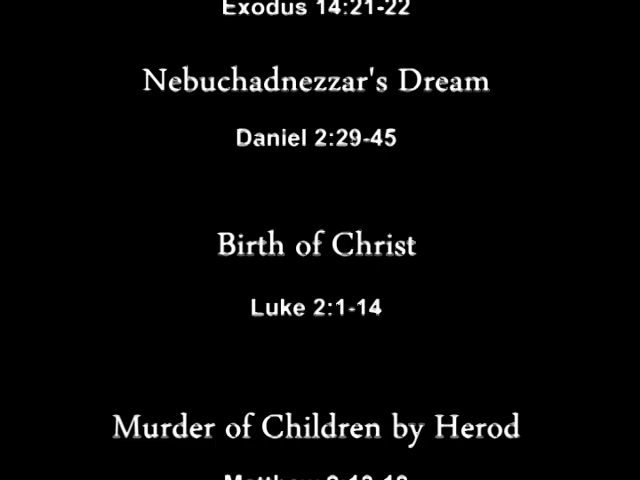 Exodus 14:21-22
Nebuchadnezzar's Dream
Daniel 2:29-45
Birth of Christ
Luke 2:1-14
Murder of Children by Herod